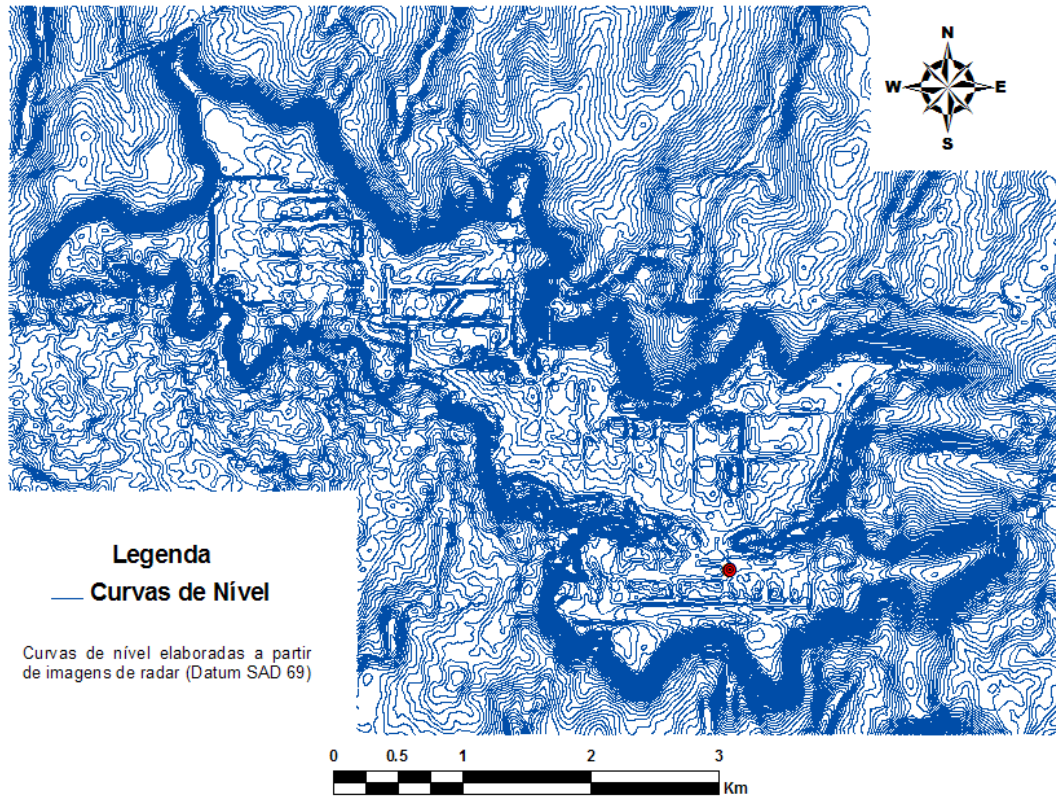 N
W E
S
Legenda
Curvas de Nível
Curvas de nível elaboradas a partir
de imagens de radar (Datum SAD 69)
0 0.5 1 2 3
Km